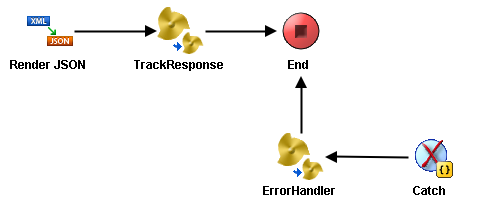 XML
JSON
Render JSON
TrackResponse
End
ErrorHandler
{}
Catch